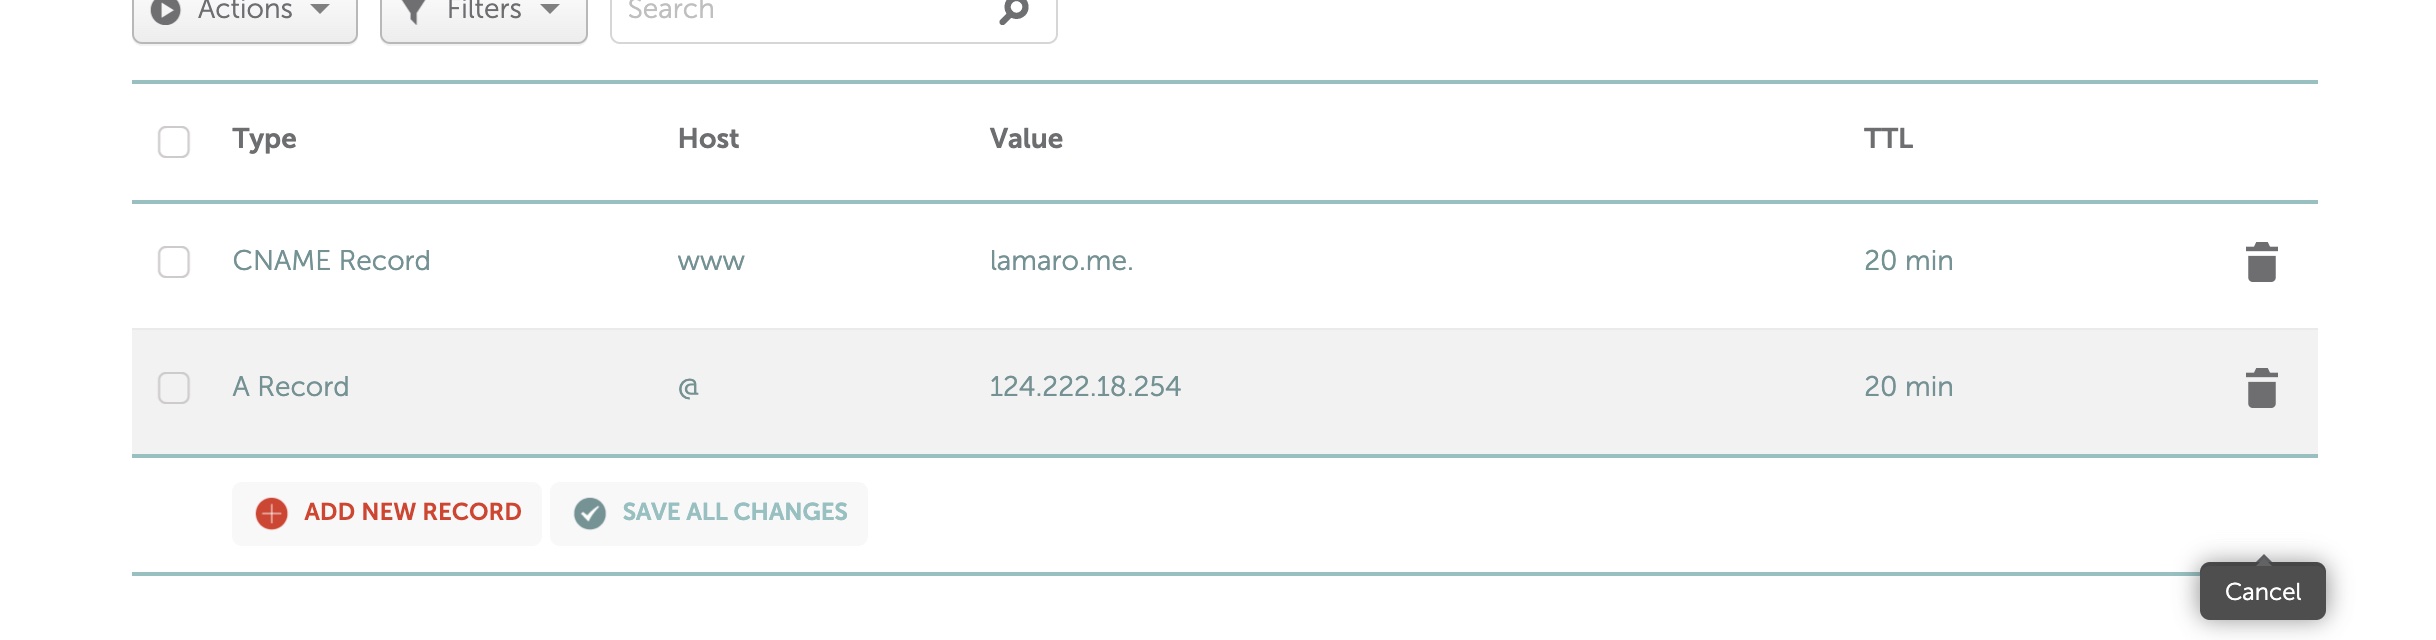 Actions Filters Search
Type Host Value TTL
CNAME Record www lamaro.me. 20 min
A Record @ 124.222.18.254 20 min
ADD NEW RECORD SAVE ALL CHANGES
Cancel